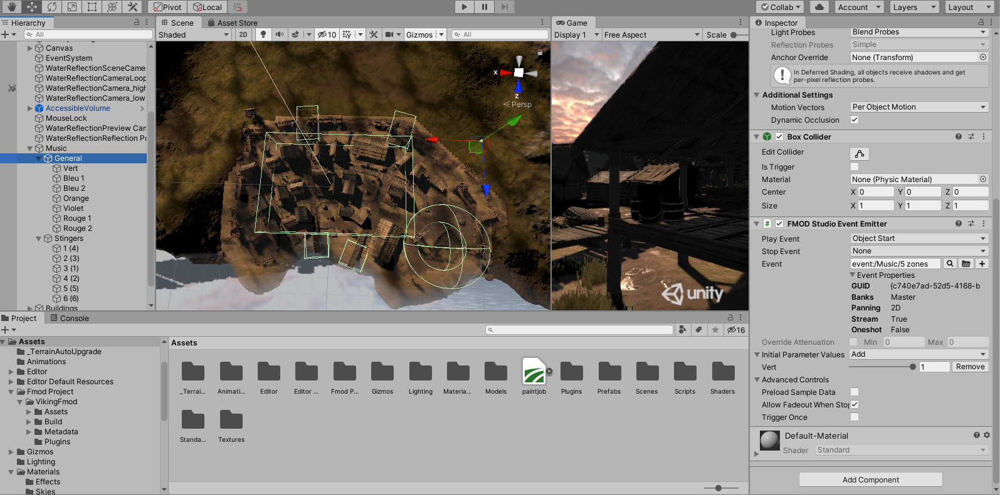 Pivot Local Collab Account Layers Layout
Hierarchy
All
Canvas
EventSystem
WaterReflectionSceneCame
WaterReflectionCameraLoop
WaterReflectionCamera_high
WaterReflectionCamera_low
AccessibleVolume
MouseLock
WaterReflectionPreview Cam
WaterReflectionReflection Pr
Music
General
Vert
Bleu 1
Bleu 2
Orange
Violet
Rouge 1
Rouge 2
Stingers
1 (4)
2 (3)
3 (1)
4 (2)
5 (5)
6 (6)
Buildings
Scene Asset Store
Shaded 2D 10 Gizmos All
x
z
Persp
Game
Display 1 Free Aspect Scale
unity
Inspector
Light Probes Blend Probes
Reflection Probes Simple
Anchor Override None (Transform)
In Deferred Shading, all objects receive shadows and get
per-pixel reflection probes.
Additional Settings
Motion Vectors Per Object Motion
Dynamic Occlusion
Box Collider
Edit Collider
Is Trigger
Material None (Physic Material)
Center X 0 Y 0 Z 0
Size X 1 Y 1 Z 1
# FMOD Studio Event Emitter
Play Event Object Start
Stop Event None
Event event:/Music/5 zones
Event Properties
GUID {c740e7ad-52d5-4168-b
Banks Master
Panning 2D
Stream True
Oneshot False
Override Attenuation Min 0 Max 0
Initial Parameter Values Add
Vert 1 Remove
Advanced Controls
Preload Sample Data
Allow Fadeout When Stop
Trigger Once
Default-Material
Shader Standard
Add Component
Project Console
16
Assets
_TerrainAutoUpgrade
Animations
Editor
Editor Default Resources
Fmod Project
VikingFmod
Assets
Build
Metadata
Plugins
Gizmos
Lighting
Materials
Effects
Skies
Assets
_Terrai... Animati... Editor Editor ... Fmod P... Gizmos Lighting Materia... Models paintjob Plugins Prefabs Scenes Scripts Shaders
Standa... Textures